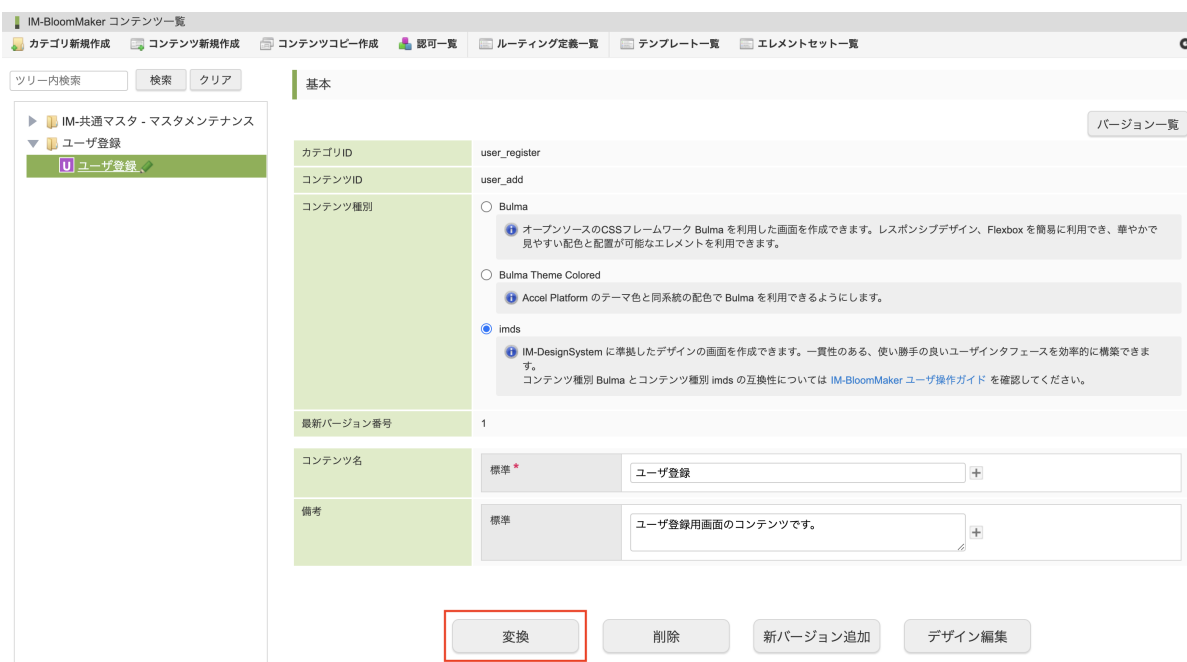 IM-BloomMaker コンテンツ一覧
カテゴリ新規作成 コンテンツ新規作成 コンテンツコピー作成 認可一覧 ルーティング定義一覧 テンプレート一覧 エレメントセット一覧
ツリー内検索 検索 クリア
IM-共通マスタ - マスタメンテナンス
ユーザ登録
U ユーザ登録
基本
バージョン一覧
カテゴリID user_register
コンテンツID user_add
コンテンツ種別 Bulma
オープンソースのCSSフレームワーク Bulma を利用した画面を作成できます。レスポンシブデザイン、Flexbox を簡易に利用でき、華やかで
見やすい配色と配置が可能なエレメントを利用できます。
Bulma Theme Colored
Accel Platform のテーマ色と同系統の配色で Bulma を利用できるようにします。
imds
IM-DesignSystem に準拠したデザインの画面を作成できます。一貫性のある、使い勝手の良いユーザインタフェースを効率的に構築できま
す。
コンテンツ種別 Bulma とコンテンツ種別 imds の互換性については IM-BloomMaker ユーザ操作ガイド を確認してください。
最新バージョン番号 1
コンテンツ名 標準 * ユーザ登録
備考 標準 ユーザ登録用画面のコンテンツです。
変換 削除 新バージョン追加 デザイン編集